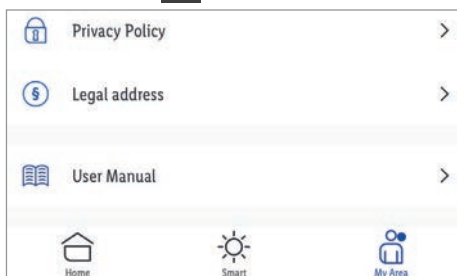 Privacy Policy
§ Legal address
User Manual
Home Smart My Area